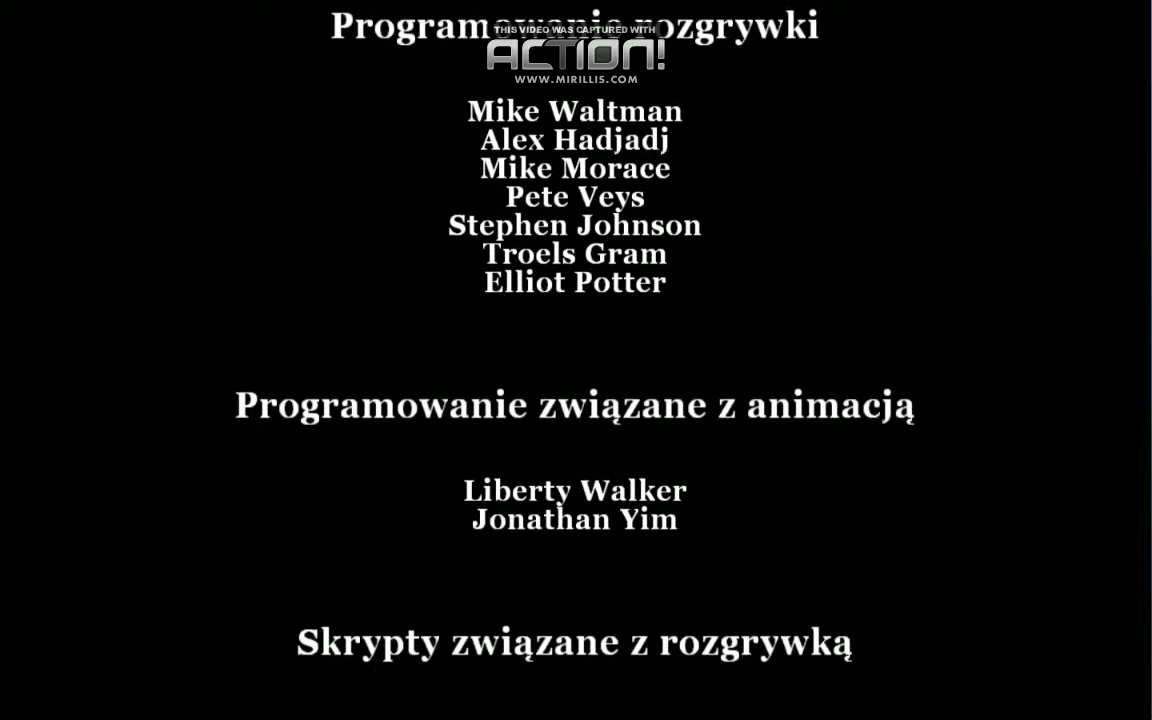 Programowanie rozgrywki
THIS VIDEO WAS CAPTURED WITH
ACTION!
WWW.MIRILLIS.COM
Mike Waltman
Alex Hadjadj
Mike Morace
Pete Veys
Stephen Johnson
Troels Gram
Elliot Potter
Programowanie związane z animacją
Liberty Walker
Jonathan Yim
Skrypty związane z rozgrywką